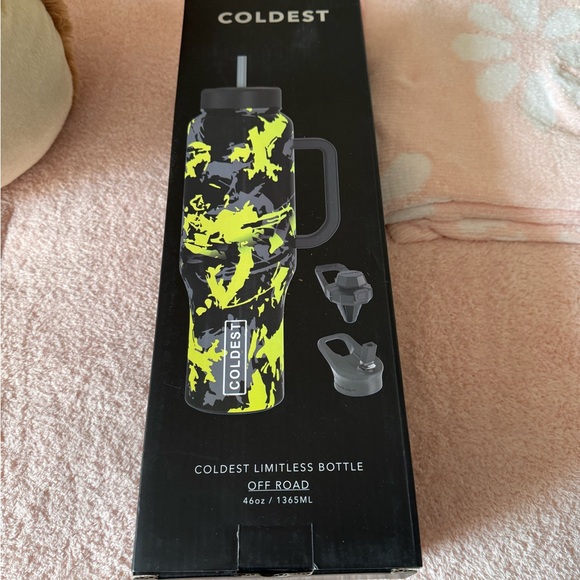 COLDEST
COLDEST
COLDEST LIMITLESS BOTTLE
OFF ROAD
46oz / 1365ML